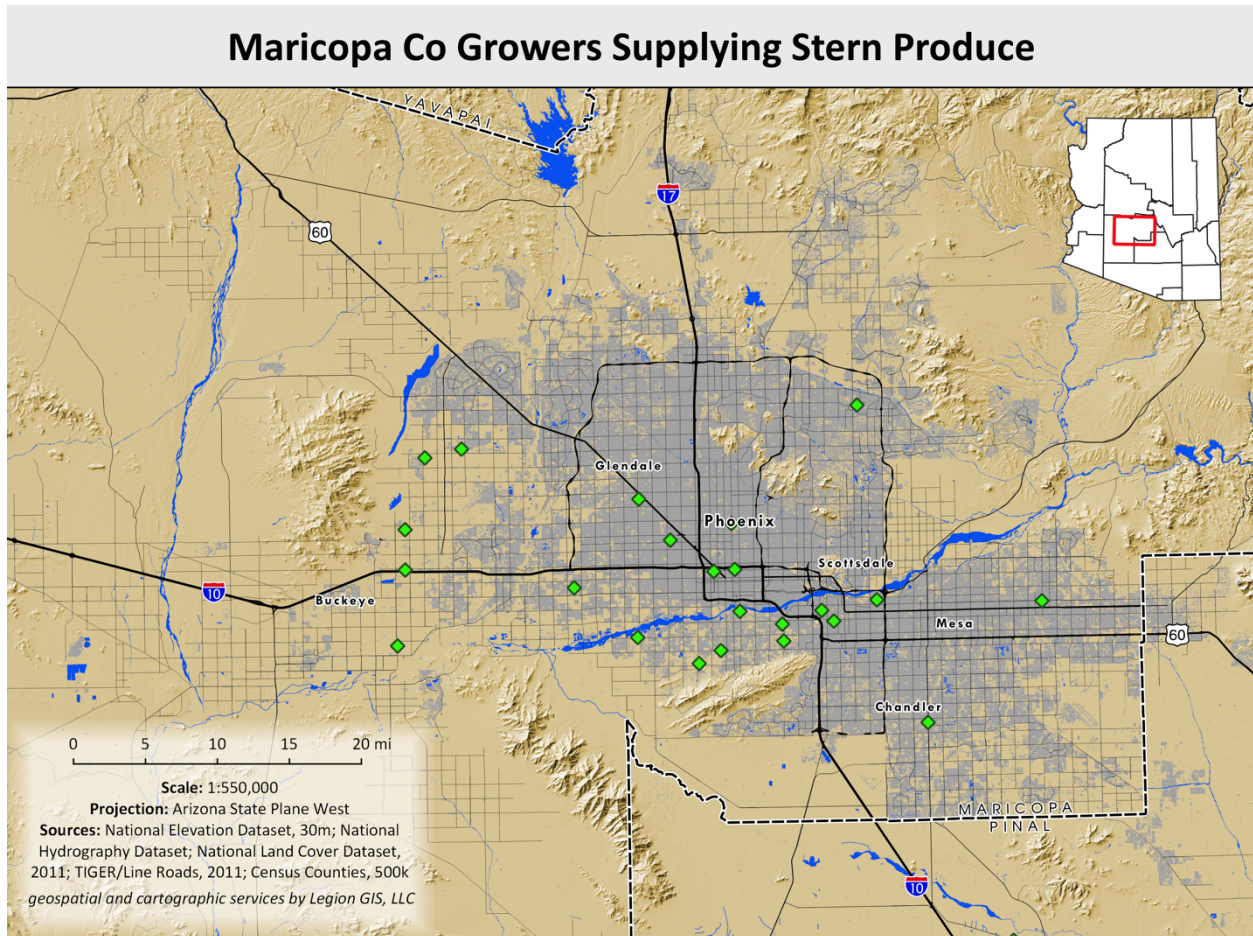 Maricopa Co Growers Supplying Stern Produce
YAVAPAI
17
60
Glendale
Phoenix
Scottsdale
10
Buckeye
Mesa
60
Chandler
MARICOPA
PINAL
10
0 5 10 15 20 mi
Scale: 1:550,000
Projection: Arizona State Plane West
Sources: National Elevation Dataset, 30m; National
Hydrography Dataset; National Land Cover Dataset,
2011; TIGER/Line Roads, 2011; Census Counties, 500k
geospatial and cartographic services by Legion GIS, LLC